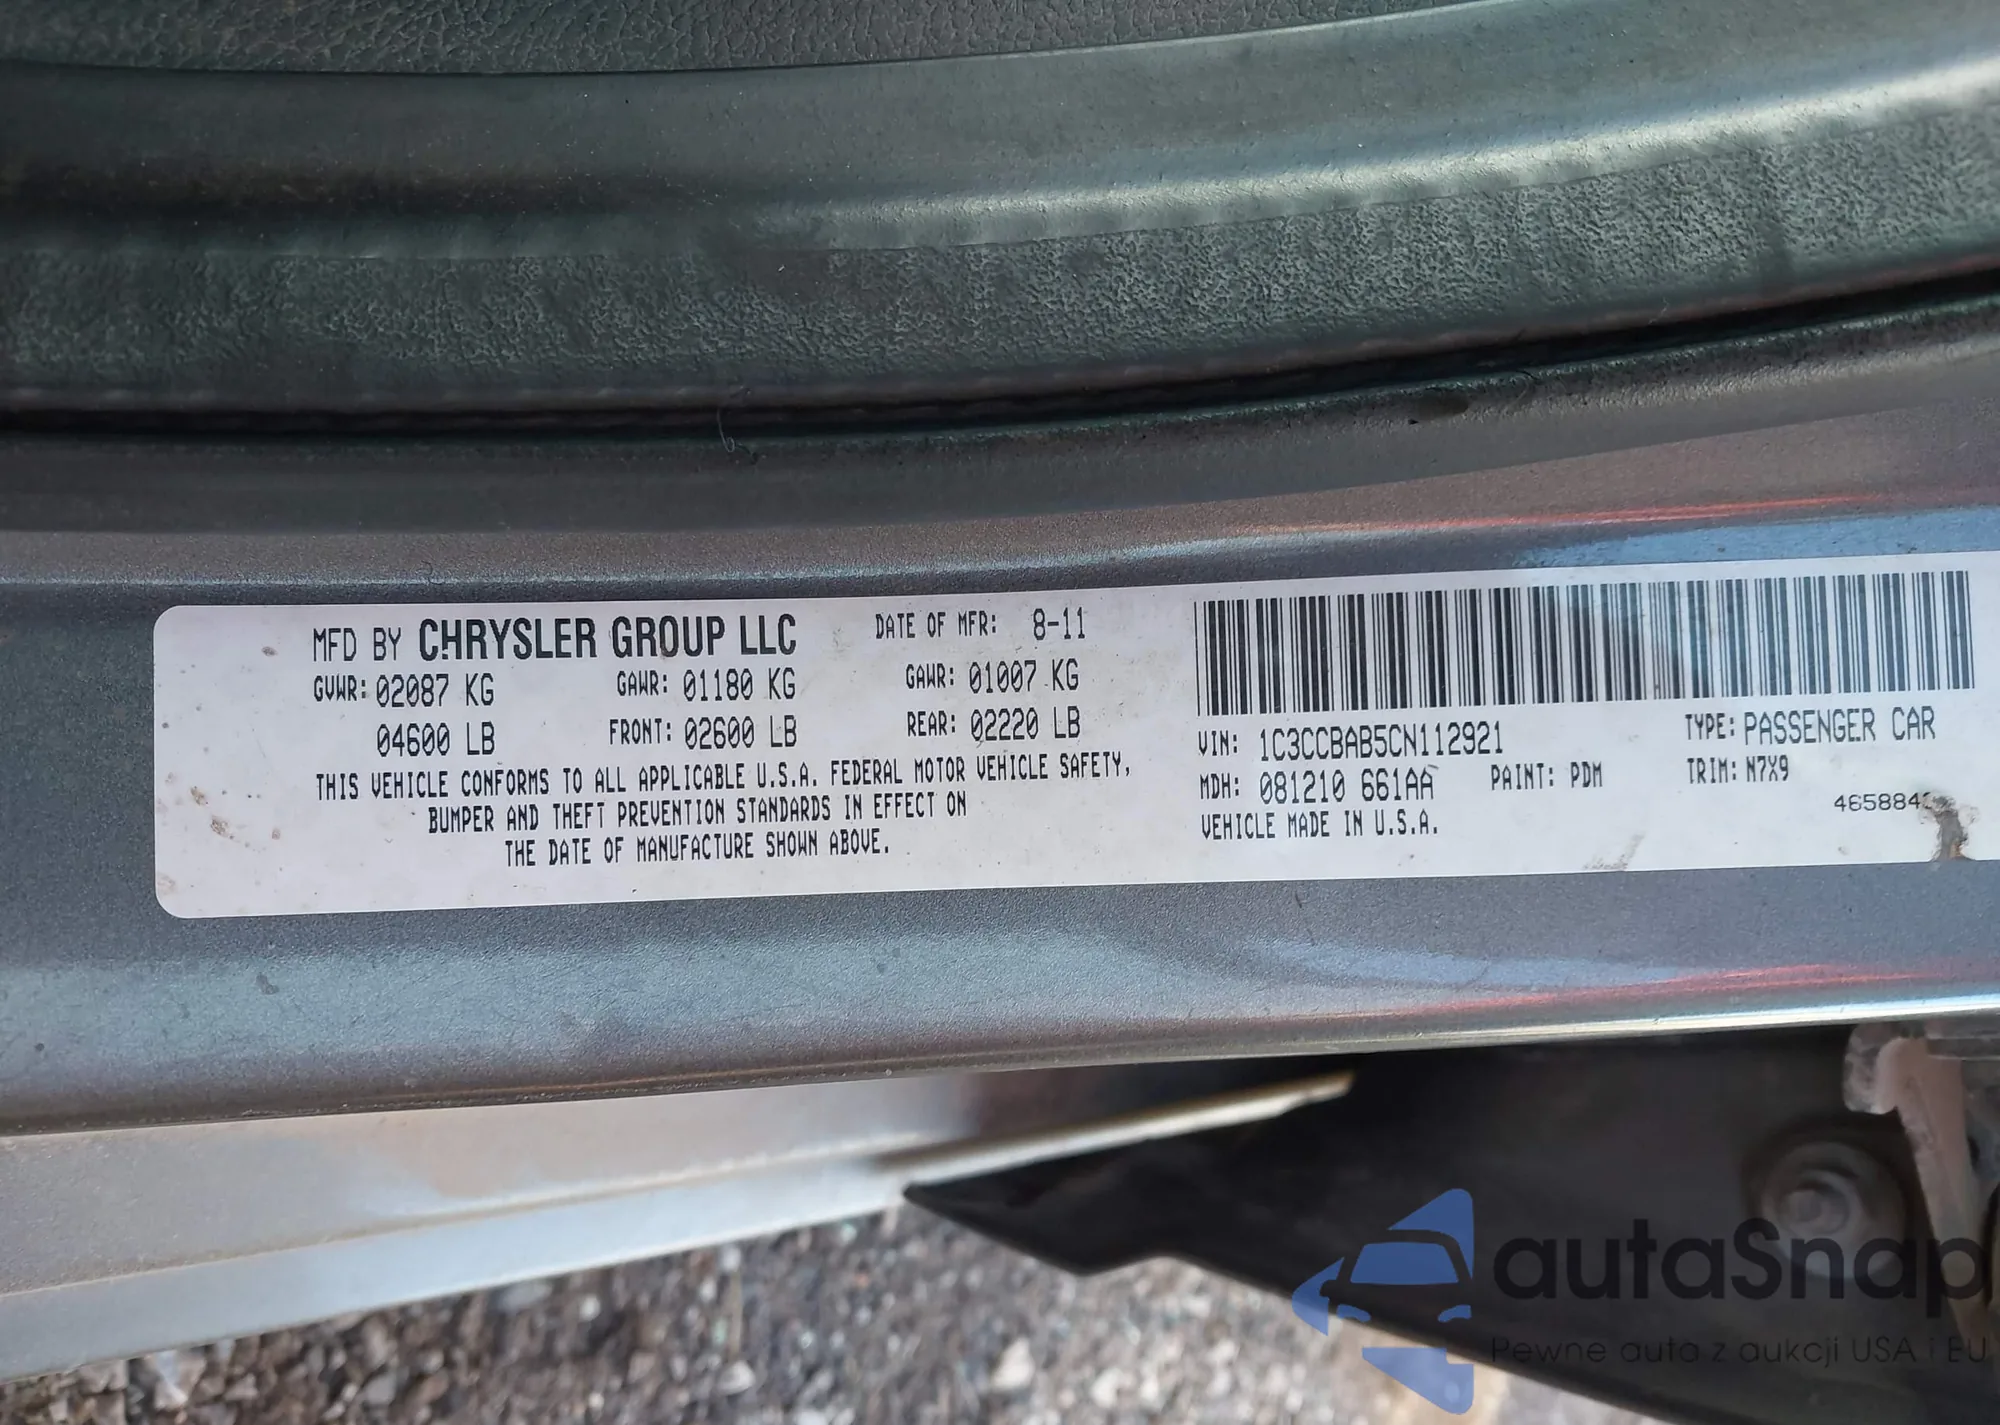 MFD BY CHRYSLER GROUP LLC DATE OF MFR: 8-11
GVWR: 02087 KG GAWR: 01180 KG GAWR: 01007 KG
04600 LB FRONT: 02600 LB REAR: 02220 LB
THIS VEHICLE CONFORMS TO ALL APPLICABLE U.S.A. FEDERAL MOTOR VEHICLE SAFETY,
BUMPER AND THEFT PREVENTION STANDARDS IN EFFECT ON
THE DATE OF MANUFACTURE SHOWN ABOVE.
VIN: 1C3CCBAB5CN112921 TYPE: PASSENGER CAR
MDH: 081210 661AA PAINT: PDM TRIM: N7X9
VEHICLE MADE IN U.S.A.
autaSnap
Pewne auta z aukcji USA i EU